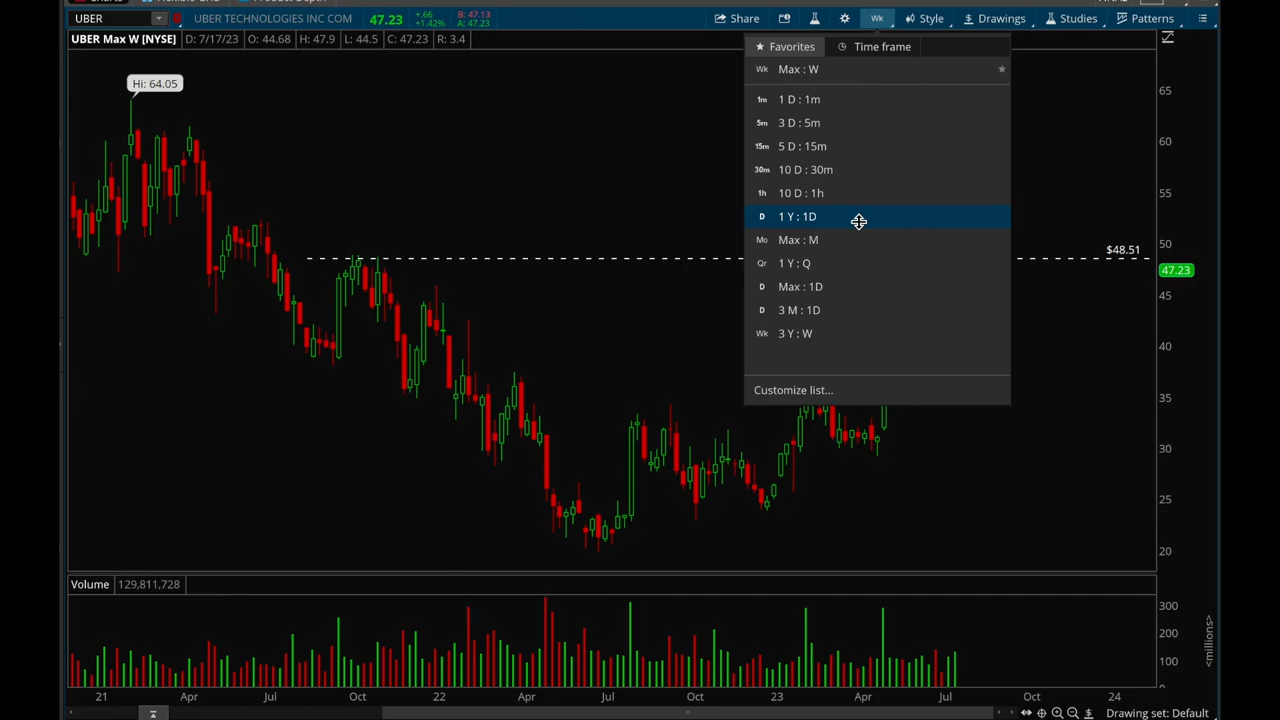 UBER UBER TECHNOLOGIES INC COM 47.23 +.66 +1.42% B: 47.13 A: 47.23 Share Wk Style Drawings Studies Patterns
UBER Max W [NYSE] D: 7/17/23 O: 44.68 H: 47.9 L: 44.5 C: 47.23 R: 3.4
Favorites Time frame
Wk Max : W
1m 1 D : 1m
3 D : 5m
5m
15m 5 D : 15m
30m 10 D : 30m
1h 10 D : 1h
D 1 Y : 1D
Mo Max : M
Qr 1 Y : Q
D Max : 1D
D 3 M : 1D
Wk 3 Y : W
Customize list...
Hi: 64.05
$48.51
65
60
55
50
47.23
45
40
35
30
25
20
Volume 129,811,728
300
200
100
<millions>
21 Apr Jul Oct 22 Apr Jul Oct 23 Apr Jul Oct 24
Drawing set: Default